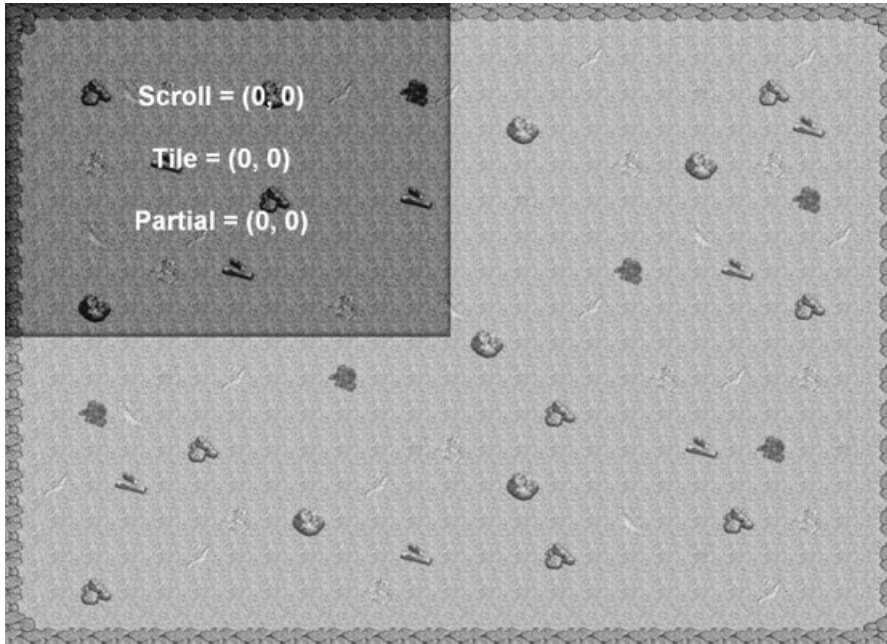 Scroll = (0, 0)
Tile = (0, 0)
Partial = (0, 0)